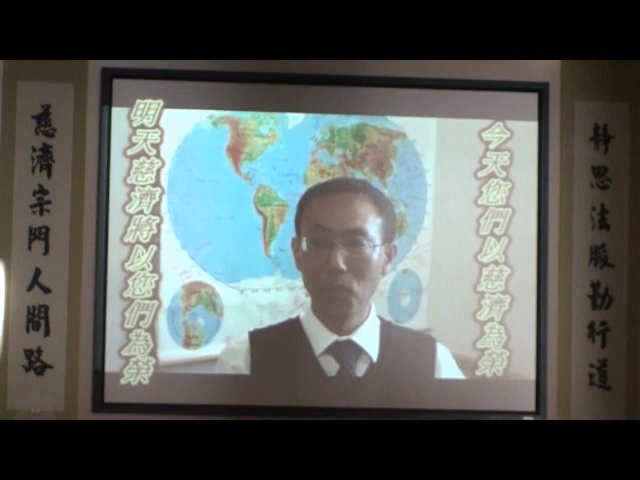 靜思法脈勤行道
今天您們以慈濟為榮
明天慈濟將以您們為榮
慈濟宗門人間路